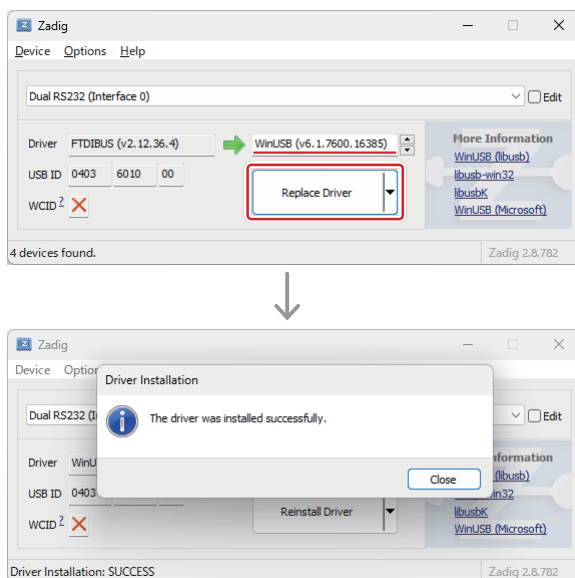 Zadig
Device Options Help
Dual RS232 (Interface 0)
Edit
Driver FTDIBUS (v2.12.36.4) WinUSB (v6.1.7600.16385)
More Information
WinUSB (libusb)
USB ID 0403 6010 00
libusb-win32
Replace Driver
libusbK
WCID ?
WinUSB (Microsoft)
4 devices found.
Zadig 2.8.782
Zadig
Device Option
Driver Installation
The driver was installed successfully.
Close
Dual RS232 (I
Edit
Driver WinU
nformation
(libusb)
USB ID 0403
in32
Reinstall Driver
libusbK
WCID ?
WinUSB (Microsoft)
Driver Installation: SUCCESS
Zadig 2.8.782